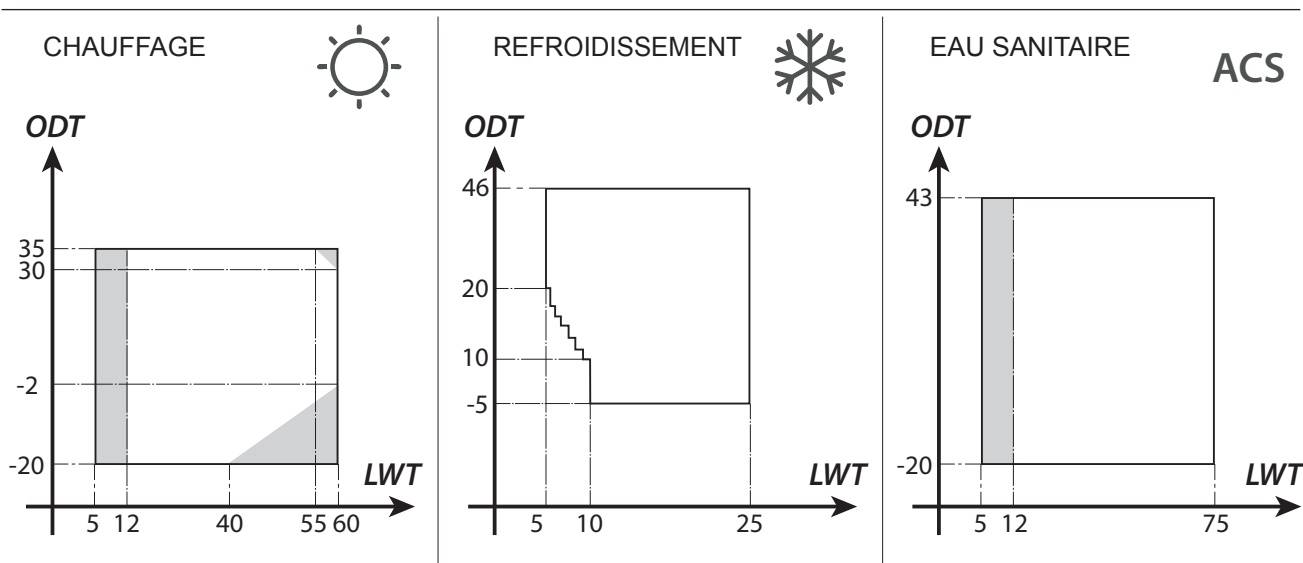 CHAUFFAGE
ODT
35
30
-2
-20
LWT
5 12 40 55 60
REFROIDISSEMENT
ODT
46
20
10
-5
LWT
5 10 25
EAU SANITAIRE
ACS
ODT
43
-20
LWT
5 12 75